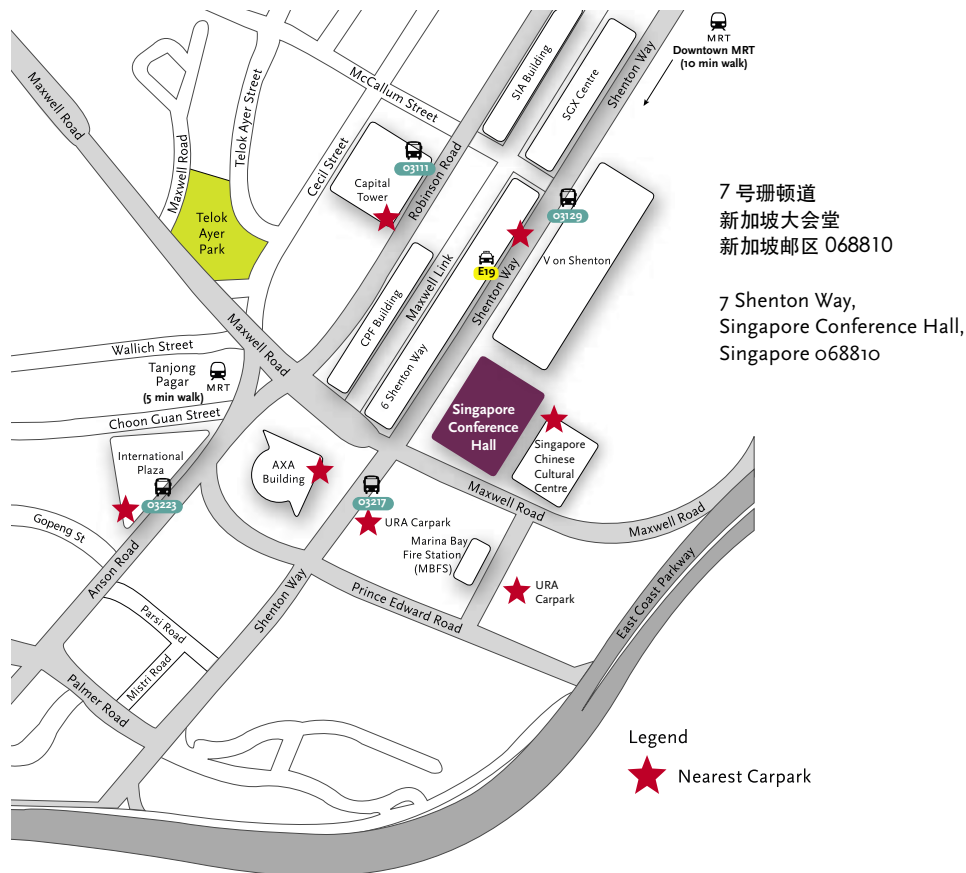 MRT
Downtown MRT
(10 min walk)
Shenton Way
SIA Building
SGX Centre
McCallum Street
Maxwell Road
Telok Ayer Street
Maxwell Road
Cecil Street
03111
Capital
Tower
Robinson Road
03129
Telok
Ayer
Park
V on Shenton
E19
Shenton Way
Maxwell Link
CPF Building
6 Shenton Way
Maxwell Road
Wallich Street
Tanjong
Pagar
(5 min walk)
MRT
Choon Guan Street
Singapore
Conference
Hall
Singapore
Chinese
Cultural
Centre
International
Plaza
03223
AXA
Building
03217
URA Carpark
Maxwell Road
Maxwell Road
Marina Bay
Fire Station
(MBFS)
URA
Carpark
Gopeng St
Anson Road
Shenton Way
Prince Edward Road
East Coast Parkway
Parsi Road
Mistri Road
Palmer Road
7 号珊顿道
新加坡大会堂
新加坡邮区 068810
7 Shenton Way,
Singapore Conference Hall,
Singapore 068810
Legend
Nearest Carpark